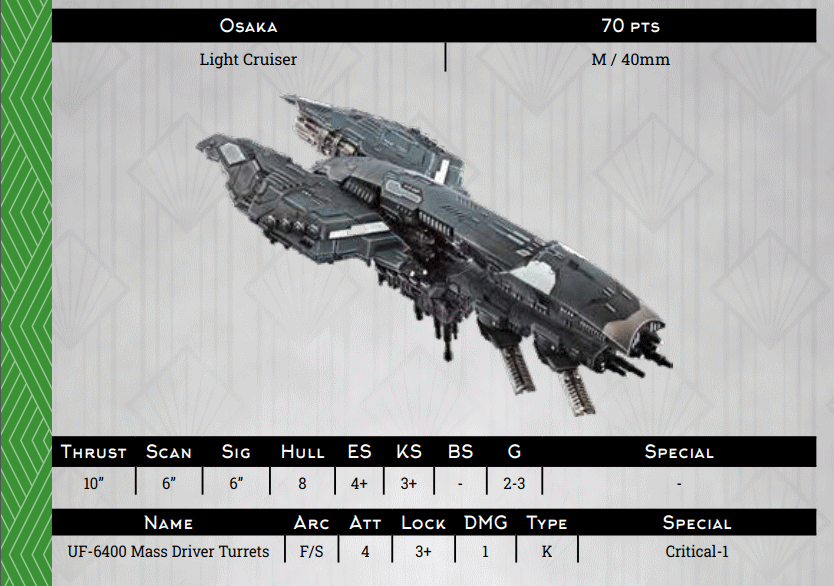 Osaka 70 pts
Light Cruiser M / 40mm
Thrust Scan Sig Hull ES KS BS G Special
10” 6” 6” 8 4+ 3+ - 2-3 -
Name Arc Att Lock DMG Type Special
UF-6400 Mass Driver Turrets F/S 4 3+ 1 K Critical-1